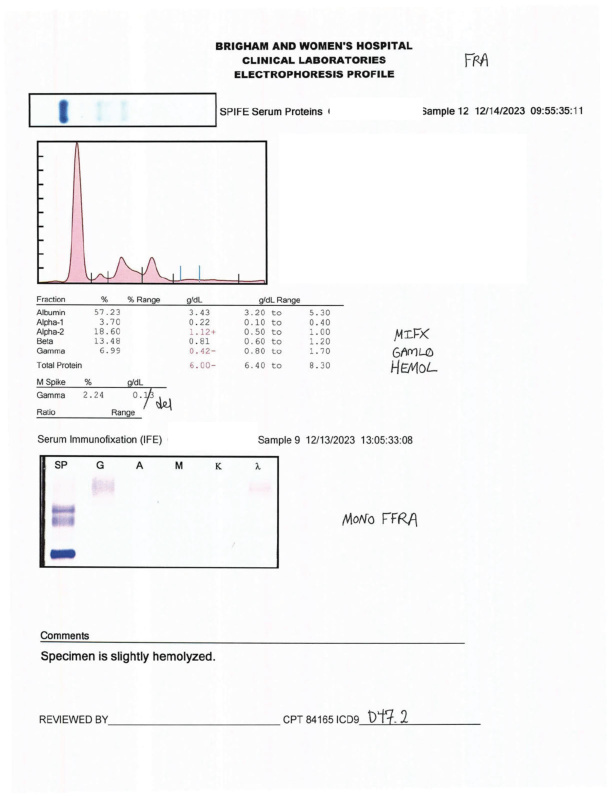 BRIGHAM AND WOMEN'S HOSPITAL
CLINICAL LABORATORIES
ELECTROPHORESIS PROFILE
FRA
SPIFE Serum Proteins Sample 12 12/14/2023 09:55:35:11
Fraction % % Range g/dL g/dL Range
Albumin 57.23 3.43 3.20 to 5.30
Alpha-1 3.70 0.22 0.10 to 0.40
Alpha-2 18.60 1.12+ 0.50 to 1.00
Beta 13.48 0.81 0.60 to 1.20
Gamma 6.99 0.42- 0.80 to 1.70
Total Protein 6.00- 6.40 to 8.30
MIFX
GAMLO
HEMOL
M Spike % g/dL
Gamma 2.24 0.13 del
Ratio Range
Serum Immunofixation (IFE) Sample 9 12/13/2023 13:05:33:08
SP G A M K λ
MONO FFRA
Comments
Specimen is slightly hemolyzed.
REVIEWED BY CPT 84165 ICD9 D47.2